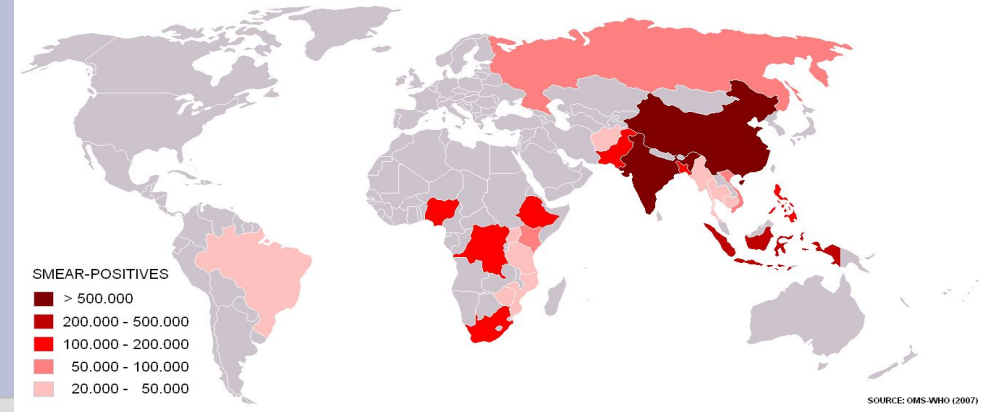 SMEAR-POSITIVES
> 500.000
200.000 - 500.000
100.000 - 200.000
50.000 - 100.000
20.000 - 50.000
SOURCE: OMS-WHO (2007)